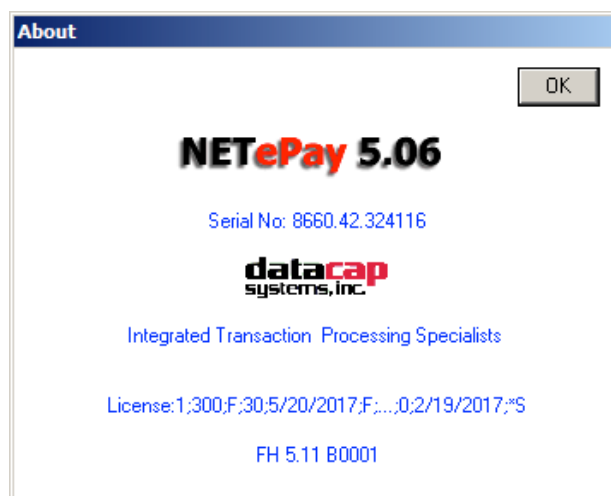 About
OK
NETePay 5.06
Serial No: 8660.42.324116
datacap
systems, inc.
Integrated Transaction Processing Specialists
License:1;300;F;30;5/20/2017;F;...;0;2/19/2017;*S
FH 5.11 B0001